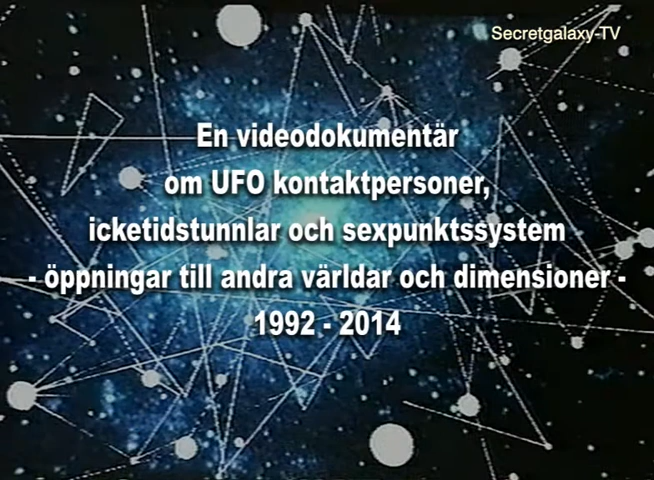 Secretgalaxy-TV
En videodokumentär
om UFO kontaktpersoner,
icketidstunnlar och sexpunktssystem
- öppningar till andra världar och dimensioner -
1992 - 2014